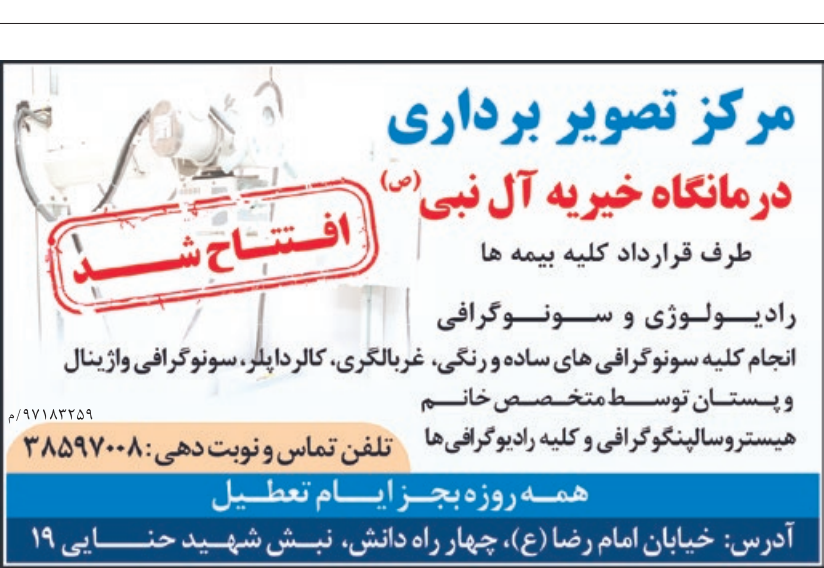 مرکز تصویر برداری
درمانگاه خیریه آل نبی (ص)
افتتاح شد
طرف قرارداد کلیه بیمه ها
رادیولوژی و سونوگرافی
انجام کلیه سونوگرافی های ساده و رنگی، غربالگری، کالر داپلر، سونوگرافی واژینال
و پستان توسط متخصص خانم
هیستروسالپنگوگرافی و کلیه رادیوگرافی ها
۹۷۱۸۳۲۵۹/م
تلفن تماس و نوبت دهی: ۳۸۵۹۷۰۰۸
همه روزه بجز ایام تعطیل
آدرس: خیابان امام رضا (ع)، چهار راه دانش، نبش شهید حنایی ۱۹